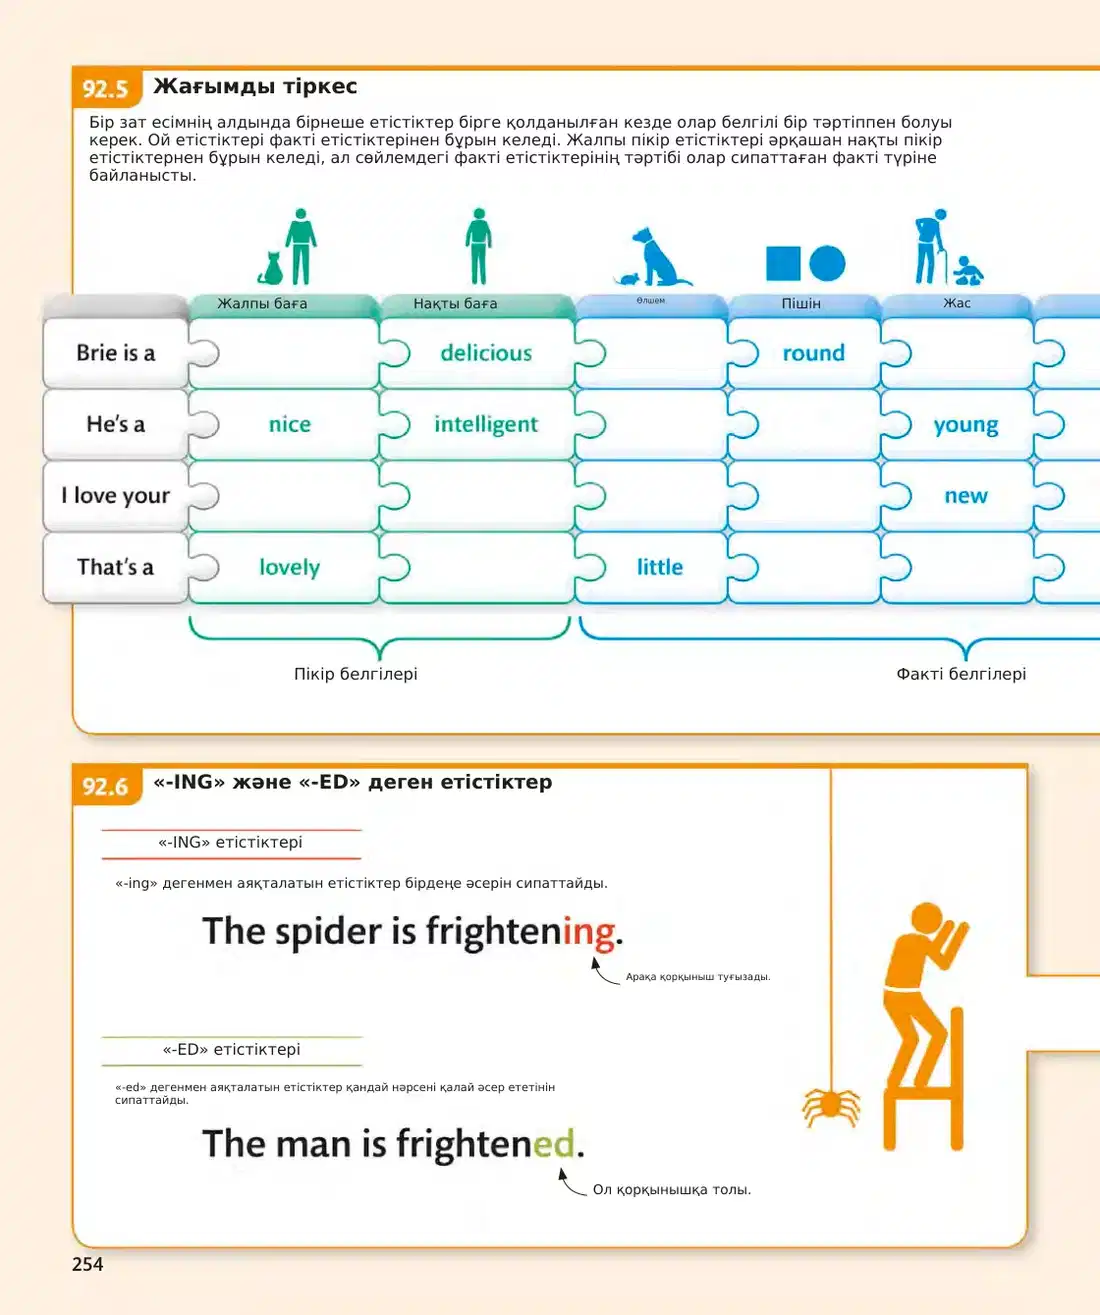 92.5 Жағымды тіркес
Бір зат есімнің алдында бірнеше етістіктер бірге қолданылған кезде олар белгілі бір тәртіппен болуы
керек. Ой етістіктері факті етістіктерінен бұрын келеді. Жалпы пікір етістіктері әрқашан нақты пікір
етістіктернен бұрын келеді, ал сөйлемдегі факті етістіктерінің тәртібі олар сипаттаған факті түріне
байланысты.
Жалпы баға Нақты баға Өлшем Пішін Жас
Brie is a delicious round
He's a nice intelligent young
I love your new
That's a lovely little
Пікір белгілері Факті белгілері
92.6 «-ING» және «-ED» деген етістіктер
«-ING» етістіктері
«-ing» дегенмен аяқталатын етістіктер бірдеңе әсерін сипаттайды.
The spider is frightening.
Арақа қорқыныш туғызады.
«-ED» етістіктері
«-ed» дегенмен аяқталатын етістіктер қандай нәрсені қалай әсер ететінін
сипаттайды.
The man is frightened.
Ол қорқынышқа толы.
254